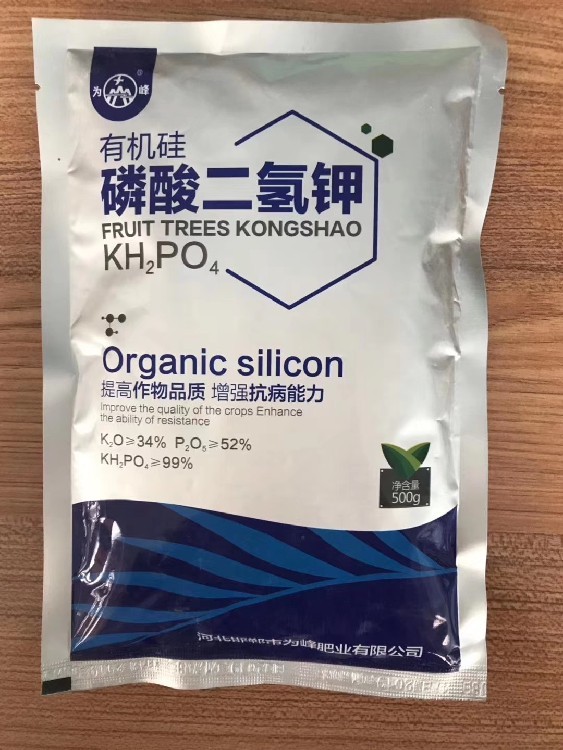 为峰®
有机硅
磷酸二氢钾
FRUIT TREES KONGSHAO
KH₂PO₄
Organic silicon
提高作物品质 增强抗病能力
Improve the quality of the crops Enhance
the ability of resistance
K₂O≥34% P₂O₅≥52%
KH₂PO₄≥99%
净含量
500g
河北邯郸市为峰肥业有限公司